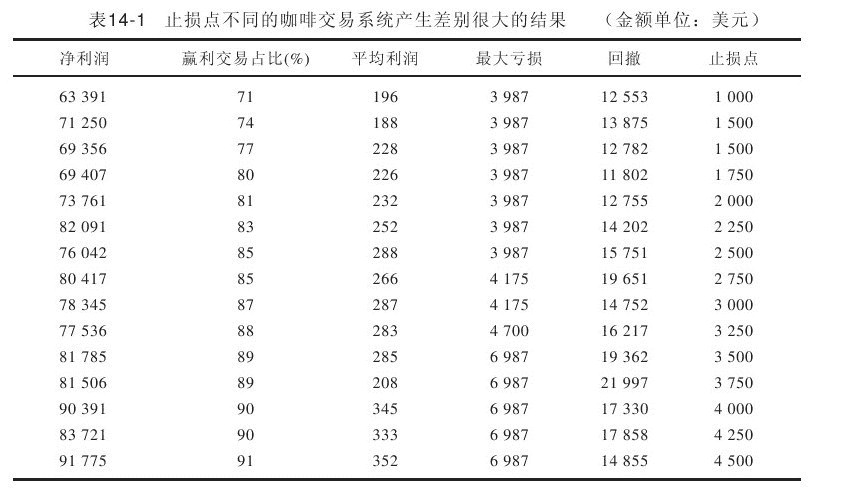 表14-1 止损点不同的咖啡交易系统产生差别很大的结果 （金额单位：美元）
净利润 赢利交易占比(%) 平均利润 最大亏损 回撤 止损点
63 391 71 196 3 987 12 553 1 000
71 250 74 188 3 987 13 875 1 500
69 356 77 228 3 987 12 782 1 500
69 407 80 226 3 987 11 802 1 750
73 761 81 232 3 987 12 755 2 000
82 091 83 252 3 987 14 202 2 250
76 042 85 288 3 987 15 751 2 500
80 417 85 266 4 175 19 651 2 750
78 345 87 287 4 175 14 752 3 000
77 536 88 283 4 700 16 217 3 250
81 785 89 285 6 987 19 362 3 500
81 506 89 208 6 987 21 997 3 750
90 391 90 345 6 987 17 330 4 000
83 721 90 333 6 987 17 858 4 250
91 775 91 352 6 987 14 855 4 500